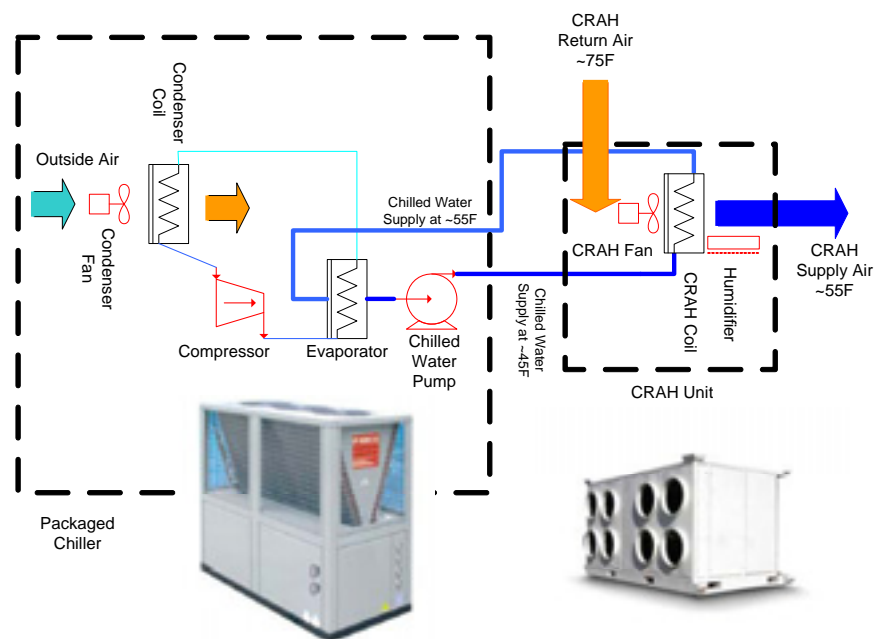 CRAH
Return Air
~75F
Condenser
Coil
Outside Air
Condenser
Fan
Chilled Water
Supply at ~55F
CRAH Fan
CRAH Coil
Humidifier
CRAH
Supply Air
~55F
Compressor
Evaporator
Chilled
Water
Pump
Chilled Water
Supply at ~45F
CRAH Unit
Packaged
Chiller